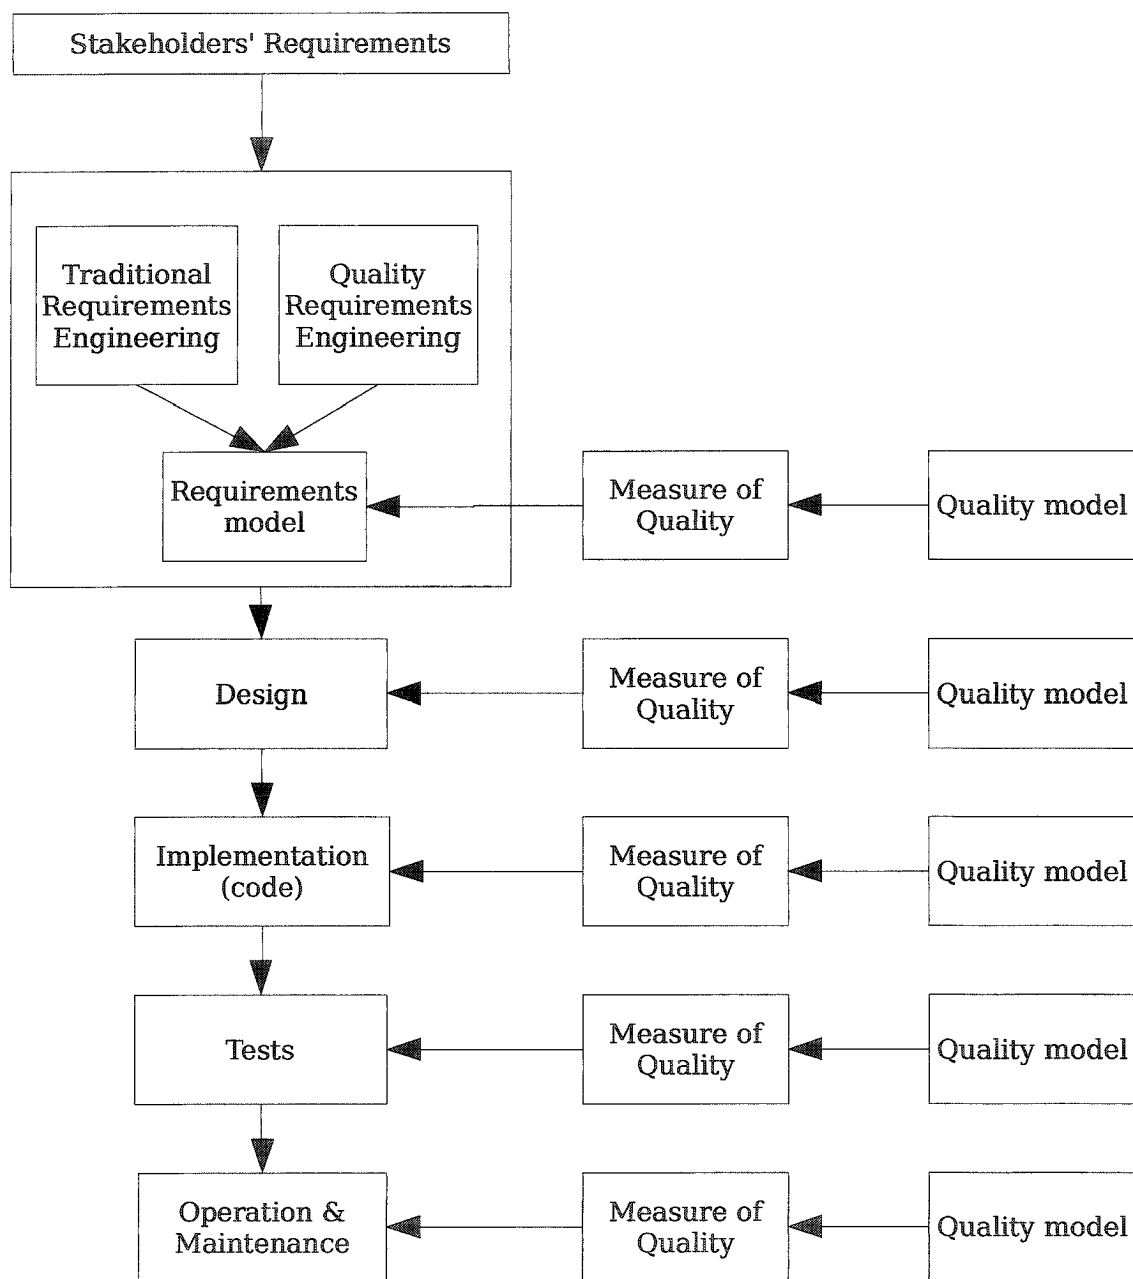 Stakeholders' Requirements
Traditional
Requirements
Engineering
Quality
Requirements
Engineering
Requirements
model
Measure of
Quality
Quality model
Design
Measure of
Quality
Quality model
Implementation
(code)
Measure of
Quality
Quality model
Tests
Measure of
Quality
Quality model
Operation &
Maintenance
Measure of
Quality
Quality model